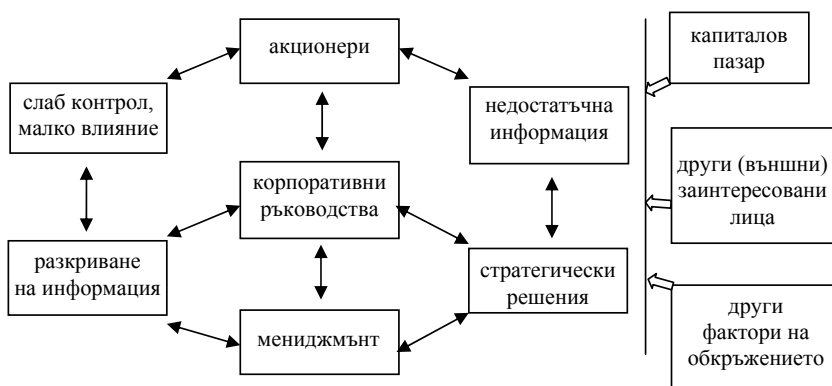 акционери
капиталов
пазар
слаб контрол,
малко влияние
недостатъчна
информация
корпоративни
ръководства
други (външни)
заинтересовани
лица
разкриване
на информация
стратегически
решения
мениджмънт
други
фактори на
обкръжението